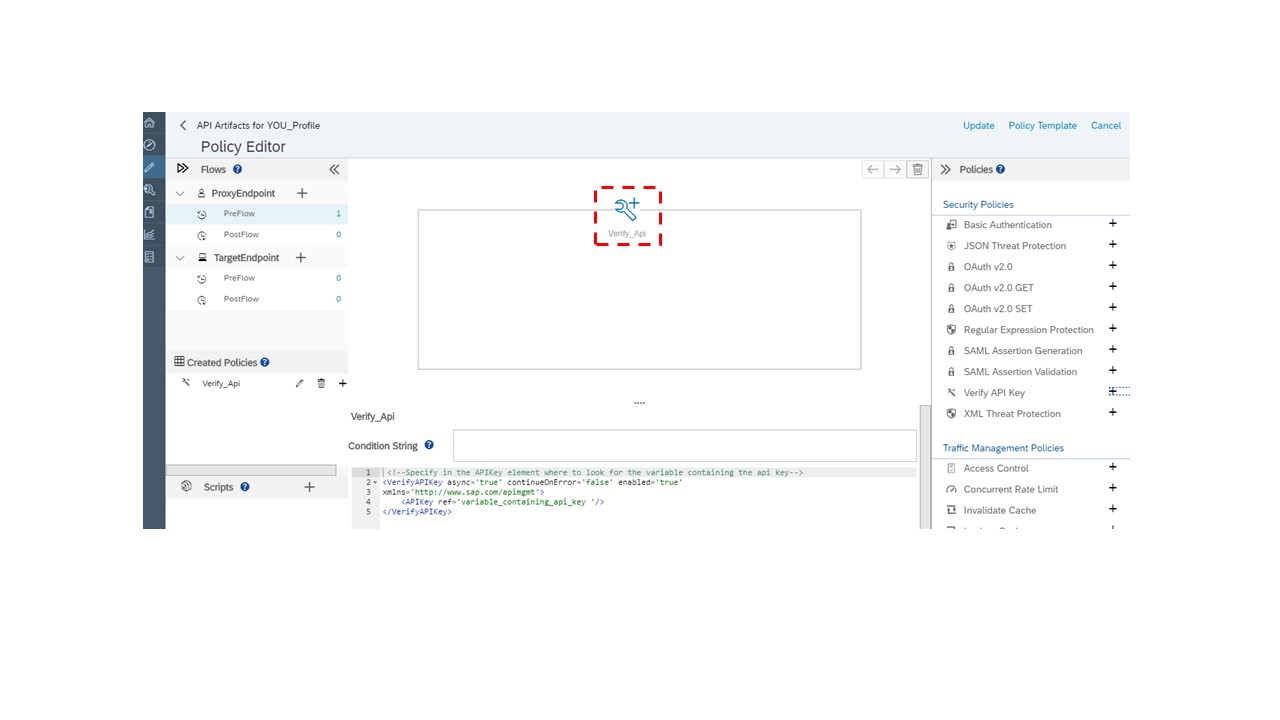 API Artifacts for YOU_Profile
Update Policy Template Cancel
Policy Editor
Flows
ProxyEndpoint
PreFlow 1
PostFlow 0
TargetEndpoint
PreFlow 0
PostFlow 0
Created Policies
Verify_Api
Scripts
Verify_Api
....
Verify_Api
Condition String
1 <!--Specify in the APIKey element where to look for the variable containing the api key-->
2 <VerifyAPIKey async='true' continueOnError='false' enabled='true'
3 xmlns='http://www.sap.com/apimgmt'>
4 <APIKey ref='variable_containing_api_key '/>
5 </VerifyAPIKey>
Policies
Security Policies
Basic Authentication
JSON Threat Protection
OAuth v2.0
OAuth v2.0 GET
OAuth v2.0 SET
Regular Expression Protection
SAML Assertion Generation
SAML Assertion Validation
Verify API Key
XML Threat Protection
Traffic Management Policies
Access Control
Concurrent Rate Limit
Invalidate Cache